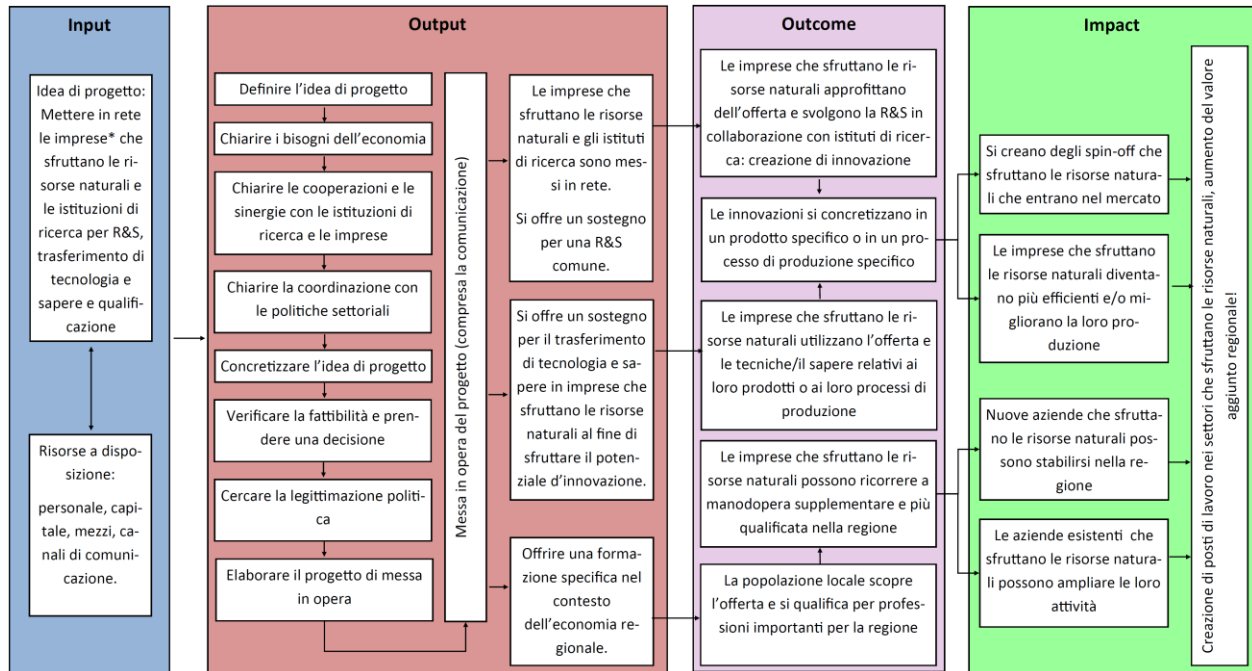 Input
Idea di progetto:
Mettere in rete
le imprese* che
sfruttano le ri-
sorse naturali e
le istituzioni di
ricerca per R&S,
trasferimento di
tecnologia e
sapere e qualifi-
cazione
Risorse a dispo-
sizione:
personale, capi-
tale, mezzi, ca-
nali di comuni-
cazione.
Output
Definire l'idea di progetto
Chiarire i bisogni dell'economia
Chiarire le cooperazioni e le
sinergie con le istituzioni di
ricerca e le imprese
Chiarire la coordinazione con
le politiche settoriali
Concretizzare l'idea di progetto
Verificare la fattibilità e pren-
dere una decisione
Cercare la legittimazione politi-
ca
Elaborare il progetto di messa
in opera
Messa in opera del progetto (compresa la comunicazione)
Le imprese che
sfruttano le risorse
naturali e gli istituti
di ricerca sono mes-
si in rete.
Si offre un sostegno
per una R&S
comune.
Si offre un sostegno
per il trasferimento
di tecnologia e sa-
pere in imprese che
sfruttano le risorse
naturali al fine di
sfruttare il poten-
ziale d'innovazione.
Offrire una forma-
zione specifica nel
contesto
dell'economia re-
gionale.
Outcome
Le imprese che sfruttano le ri-
sorse naturali approfittano
dell'offerta e svolgono la R&S in
collaborazione con istituti di ricer-
ca: creazione di innovazione
Le innovazioni si concretizzano in
un prodotto specifico o in un pro-
cesso di produzione specifico
Le imprese che sfruttano le ri-
sorse naturali utilizzano l'offerta e
le tecniche/il sapere relativi ai
loro prodotti o ai loro processi di
produzione
Le imprese che sfruttano le ri-
sorse naturali possono ricorrere a
manodopera supplementare e più
qualificata nella regione
La popolazione locale scopre
l'offerta e si qualifica per profes-
sioni importanti per la regione
Impact
Si creano degli spin-off che
sfruttano le risorse natura-
li che entrano nel mercato
Le imprese che sfruttano
le risorse naturali diventa-
no più efficienti e/o mi-
gliorano la loro pro-
duzione
Nuove aziende che sfrutta-
no le risorse naturali pos-
sono stabilirsi nella re-
gione
Le aziende esistenti che
sfruttano le risorse natura-
li possono ampliare le loro
attività
Creazione di posti di lavoro nei settori che sfruttano le risorse naturali, aumento del valore
aggiunto regionale!